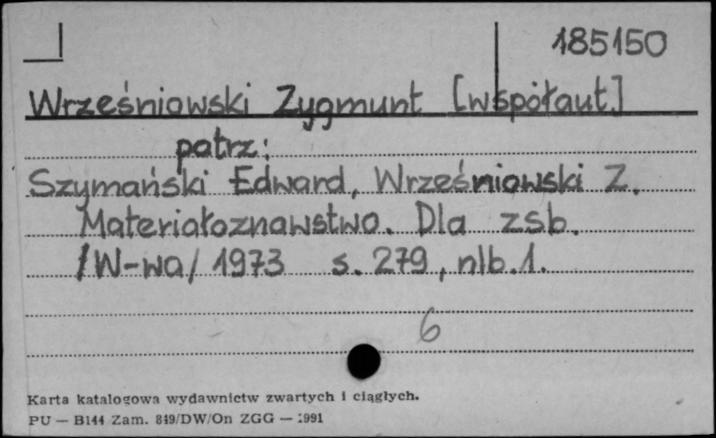 185150
Wrześniowski Zygmunt [współaut.]
patrz:
Szymański Edward, Wrześniowski Z.
Materiałoznawstwo. Dla zsb.
/W-wa/ 1973 s. 279, nlb. 1.
6
Karta katalogowa wydawnictw zwartych i ciągłych.
PU — B144 Zam. 849/DW/On ZGG — 1991